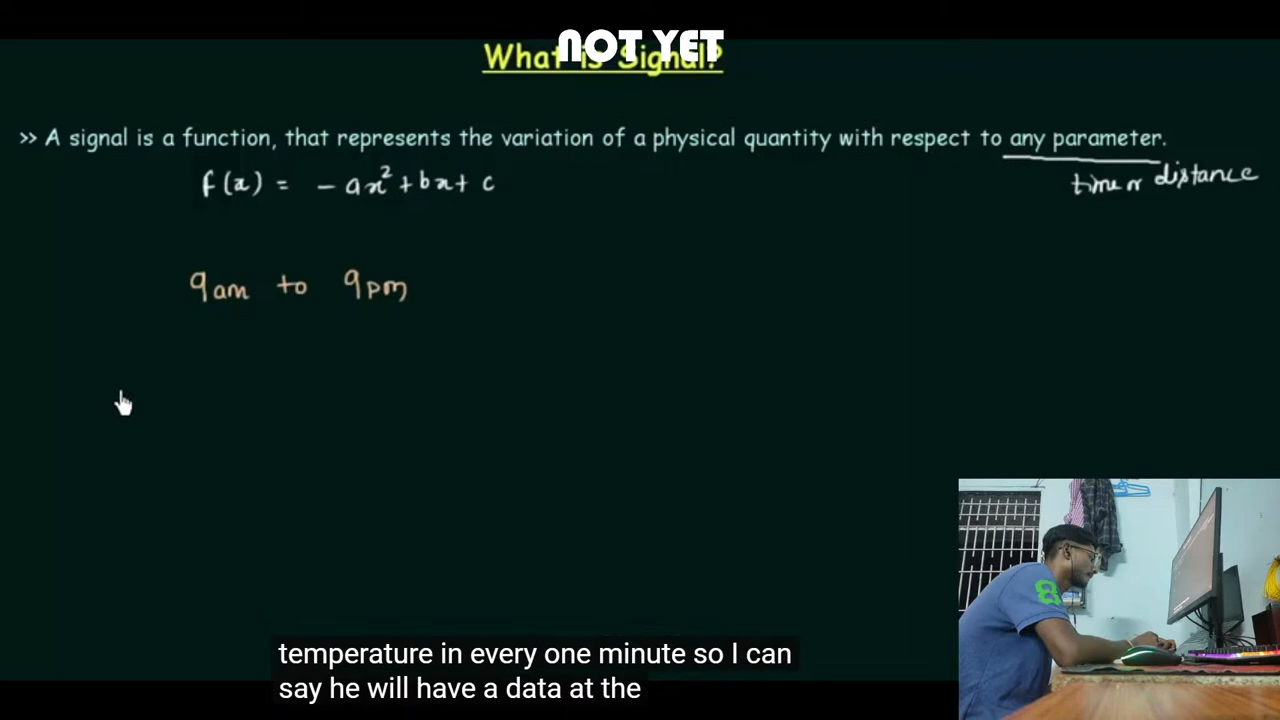 NOT YET
What is Signal?
>> A signal is a function, that represents the variation of a physical quantity with respect to any parameter.
f(x) = - ax² + bx + c
time or distance
9am to 9pm
8
temperature in every one minute so I can
say he will have a data at the